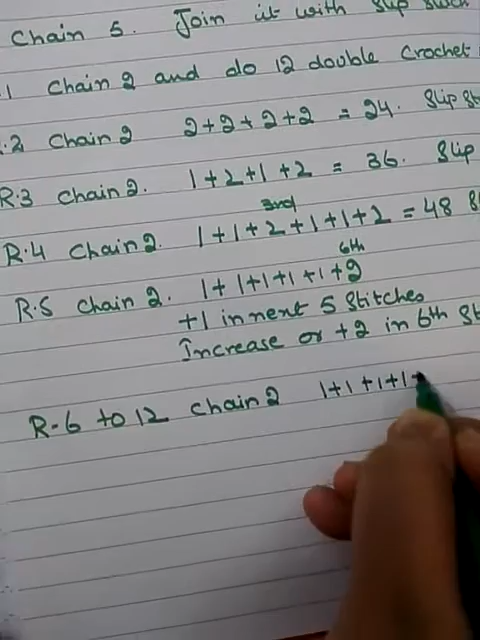 Chain 5. Join it with slip stitch
.1 Chain 2 and do 12 double crochet
.2 Chain 2 2+2+2+2 = 24. Slip St
R.3 Chain 2. 1+2+1+2 = 36. Slip
3rd
R.4 Chain 2. 1+1+2+1+1+2 = 48 S
6th
R.5 Chain 2. 1+1+1+1+1+2
+1 in next 5 Stitches
Increase or +2 in 6th St
R-6 to 12 Chain 2 1+1+1+1+